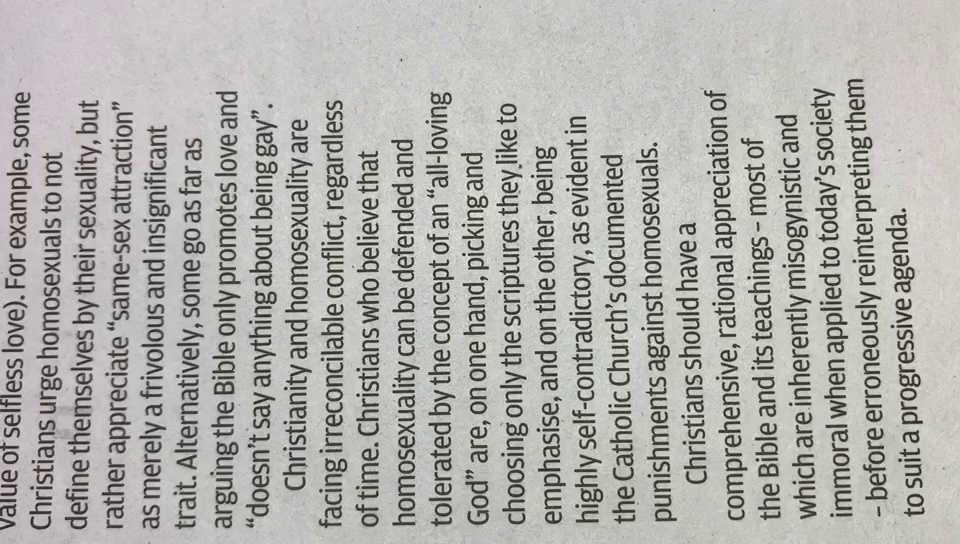 value of selfless love). For example, some
Christians urge homosexuals to not
define themselves by their sexuality, but
rather appreciate “same-sex attraction”
as merely a frivolous and insignificant
trait. Alternatively, some go as far as
arguing the Bible only promotes love and
“doesn’t say anything about being gay”.
Christianity and homosexuality are
facing irreconcilable conflict, regardless
of time. Christians who believe that
homosexuality can be defended and
tolerated by the concept of an “all-loving
God” are, on one hand, picking and
choosing only the scriptures they like to
emphasise, and on the other, being
highly self-contradictory, as evident in
the Catholic Church’s documented
punishments against homosexuals.
Christians should have a
comprehensive, rational appreciation of
the Bible and its teachings – most of
which are inherently misogynistic and
immoral when applied to today’s society
– before erroneously reinterpreting them
to suit a progressive agenda.